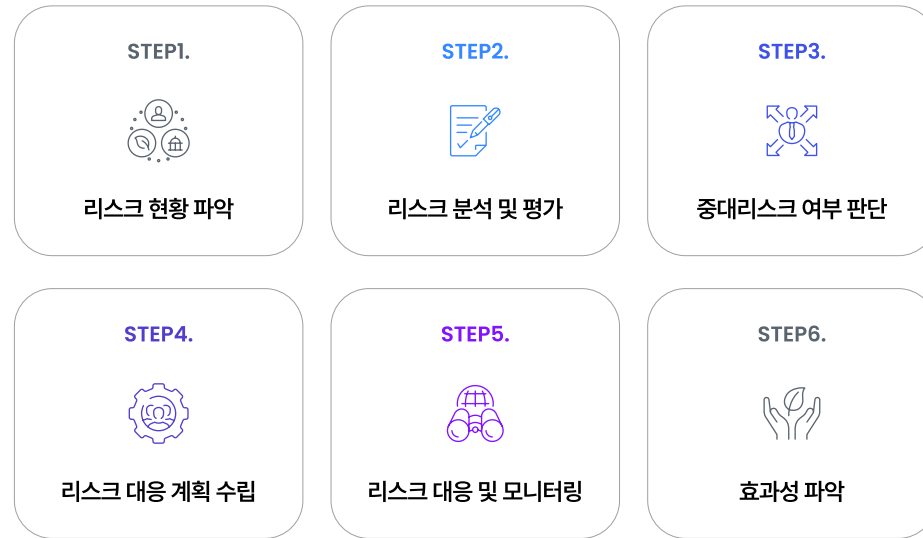 STEP1.
리스크 현황 파악
STEP2.
리스크 분석 및 평가
STEP3.
중대리스크 여부 판단
STEP4.
리스크 대응 계획 수립
STEP5.
리스크 대응 및 모니터링
STEP6.
효과성 파악